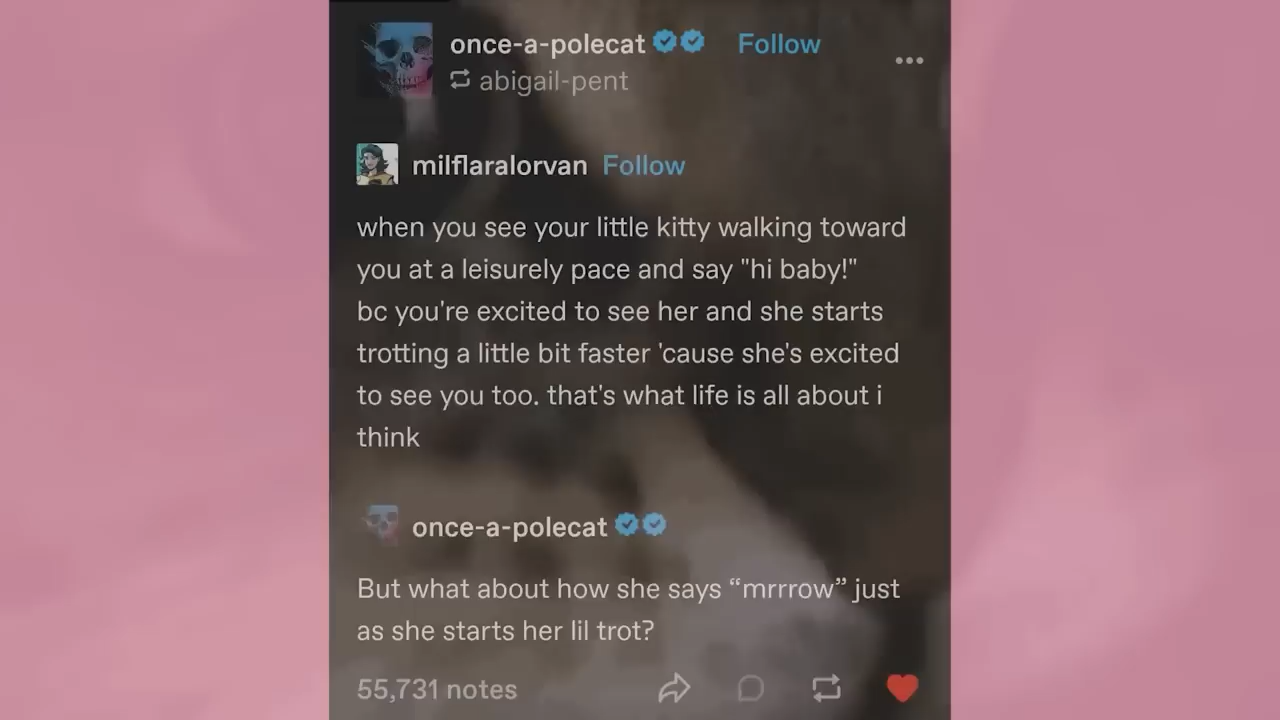 once-a-polecat Follow
abigail-pent
milflaralorvan Follow
when you see your little kitty walking toward
you at a leisurely pace and say "hi baby!"
bc you're excited to see her and she starts
trotting a little bit faster 'cause she's excited
to see you too. that's what life is all about i
think
once-a-polecat
But what about how she says “mrrrow” just
as she starts her lil trot?
55,731 notes